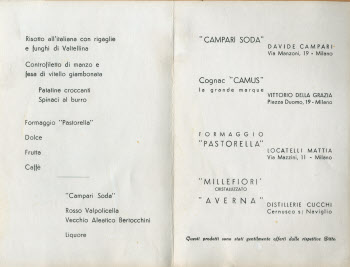 Risotto all'italiana con rigaglie
e funghi di Valtellina
Controfiletto di manzo e
fesa di vitello giambonata
Patatine croccanti
Spinaci al burro
Formaggio "Pastorella"
Dolce
Frutta
Caffè
"Campari Soda"
Rosso Valpolicella
Vecchio Aleatico Bertocchini
Liquore
"CAMPARI SODA"
DAVIDE CAMPARI
Via Manzoni, 19 - Milano
Cognac "CAMUS"
la grande marque
VITTORIO DELLA GRAZIA
Piazza Duomo, 19 - Milano
FORMAGGIO
"PASTORELLA"
LOCATELLI MATTIA
Via Manzini, 11 - Milano
"MILLEFIORI"
CRISTALIZZATO
"AVERNA"
DISTILLERIE CUCCHI
Cernusco s/ Naviglio
Questi prodotti sono stati gentilmente offerti dalle rispettive Ditte.